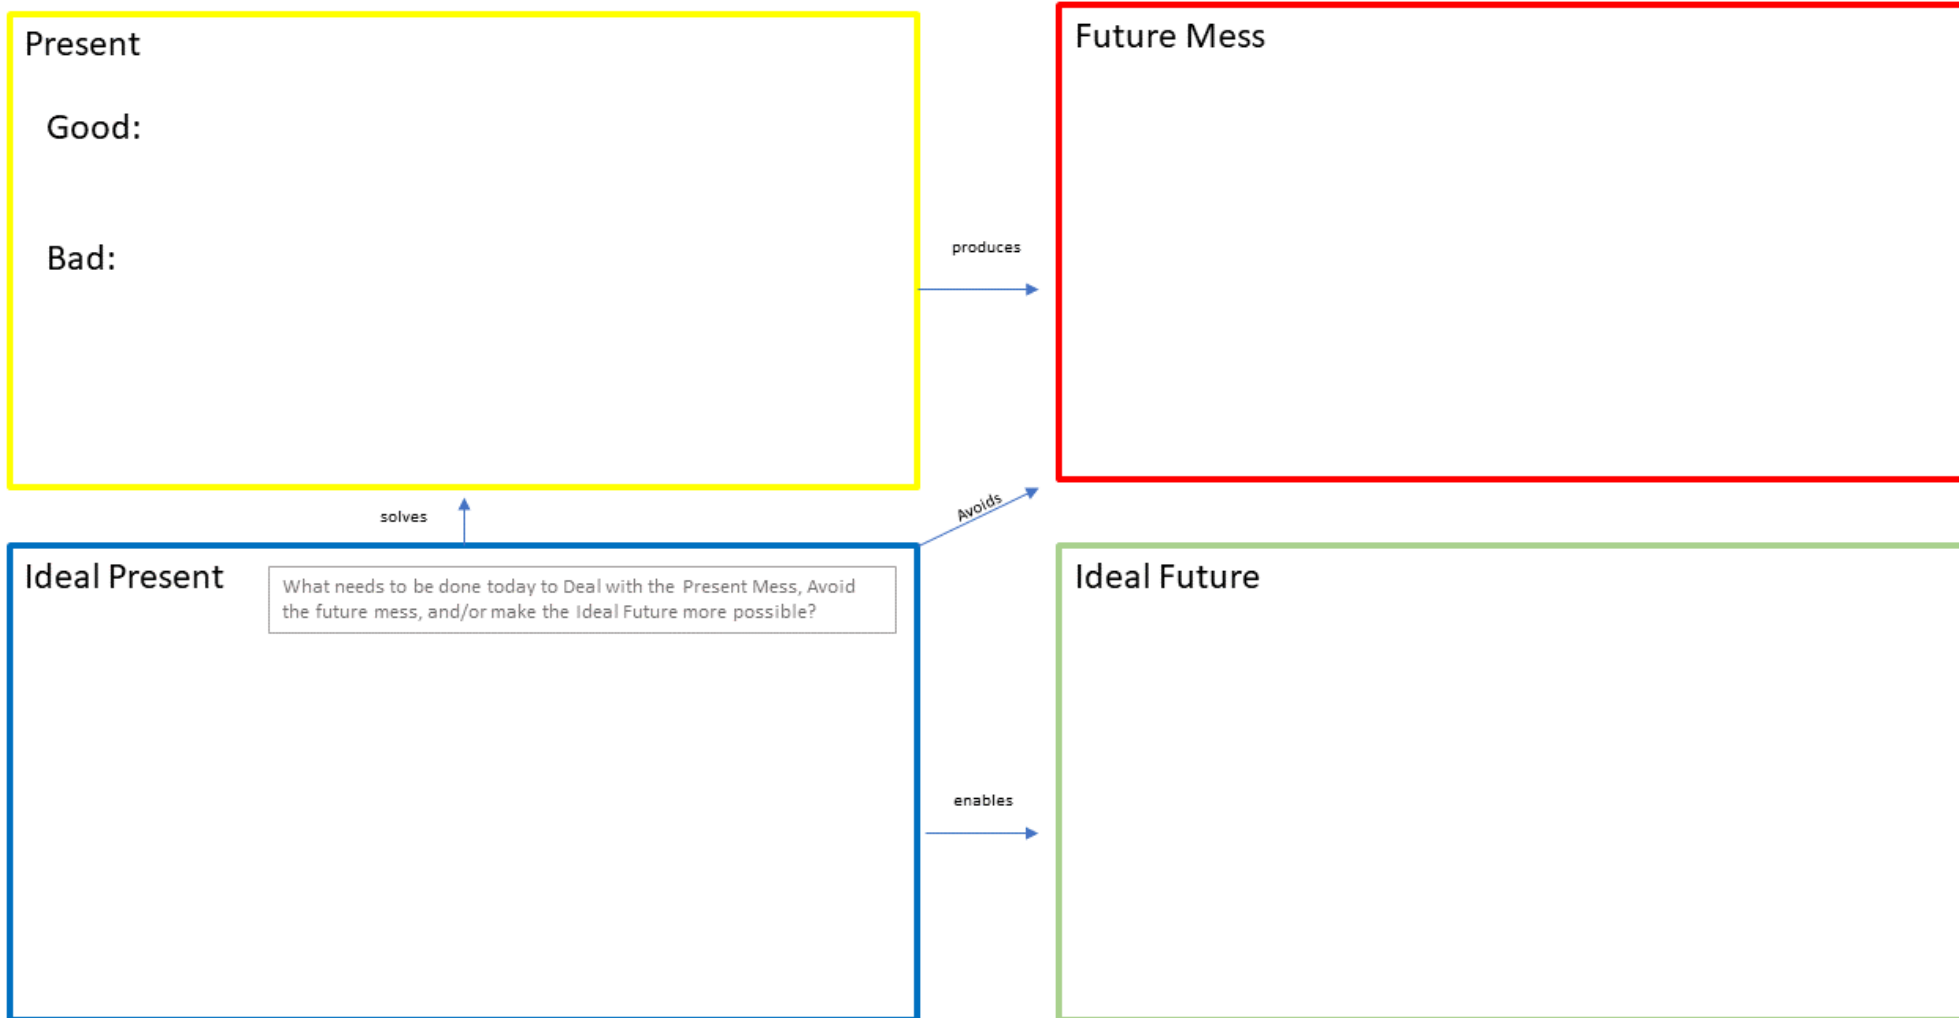 Present
Good:
Bad:
produces
Future Mess
solves
Avoids
Ideal Present
What needs to be done today to Deal with the Present Mess, Avoid
the future mess, and/or make the Ideal Future more possible?
enables
Ideal Future